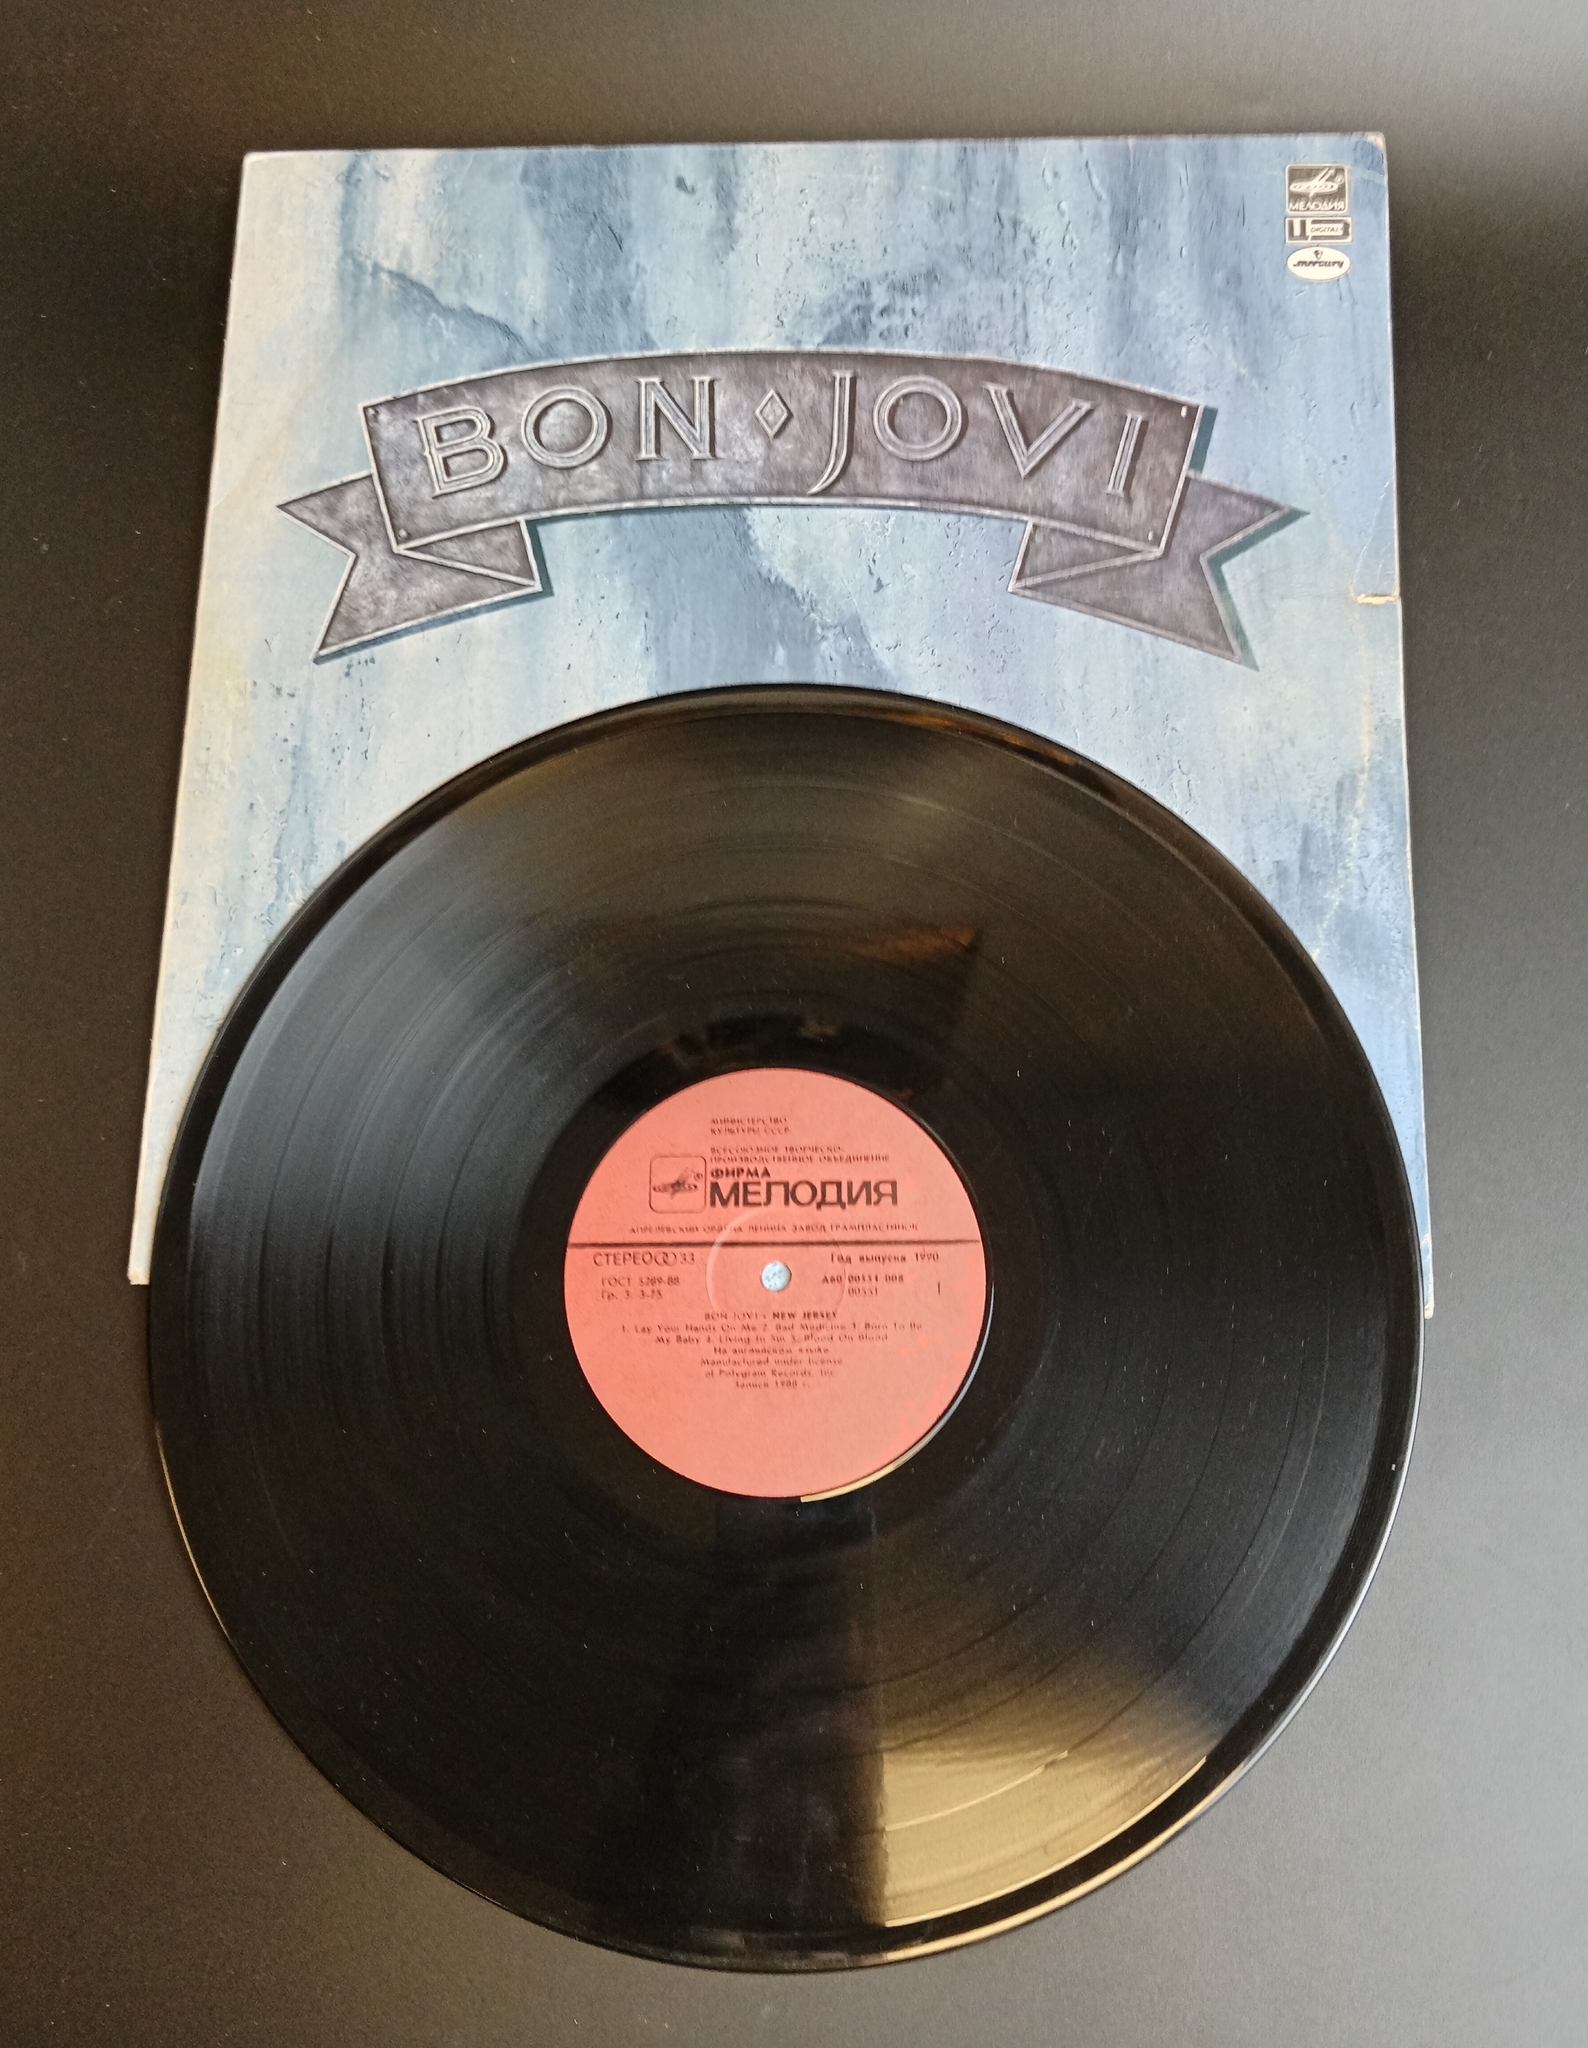 МЕЛОДИЯ
DIGITAL
mercury
BON JOVI
МИНИСТЕРСТВО
КУЛЬТУРЫ СССР
ВСЕСОЮЗНОЕ ТВОРЧЕСКО-
ПРОИЗВОДСТВЕННОЕ ОБЪЕДИНЕНИЕ
ФИРМА
МЕЛОДИЯ
АПРЕЛЕВСКИЙ ОРДЕНА ЛЕНИНА ЗАВОД ГРАМПЛАСТИНОК
СТЕРЕО 33 Год выпуска 1990
ГОСТ 5289-88 А60 00551 008
Гр. 3. 3-75 00551 1
BON JOVI • NEW JERSEY
1. Lay Your Hands On Me 2. Bad Medicine 3. Born To Be
My Baby 4. Living In Sin 5. Blood On Blood
На английском языке
Manufactured under license
of Polygram Records, Inc.
Запись 1988 г.